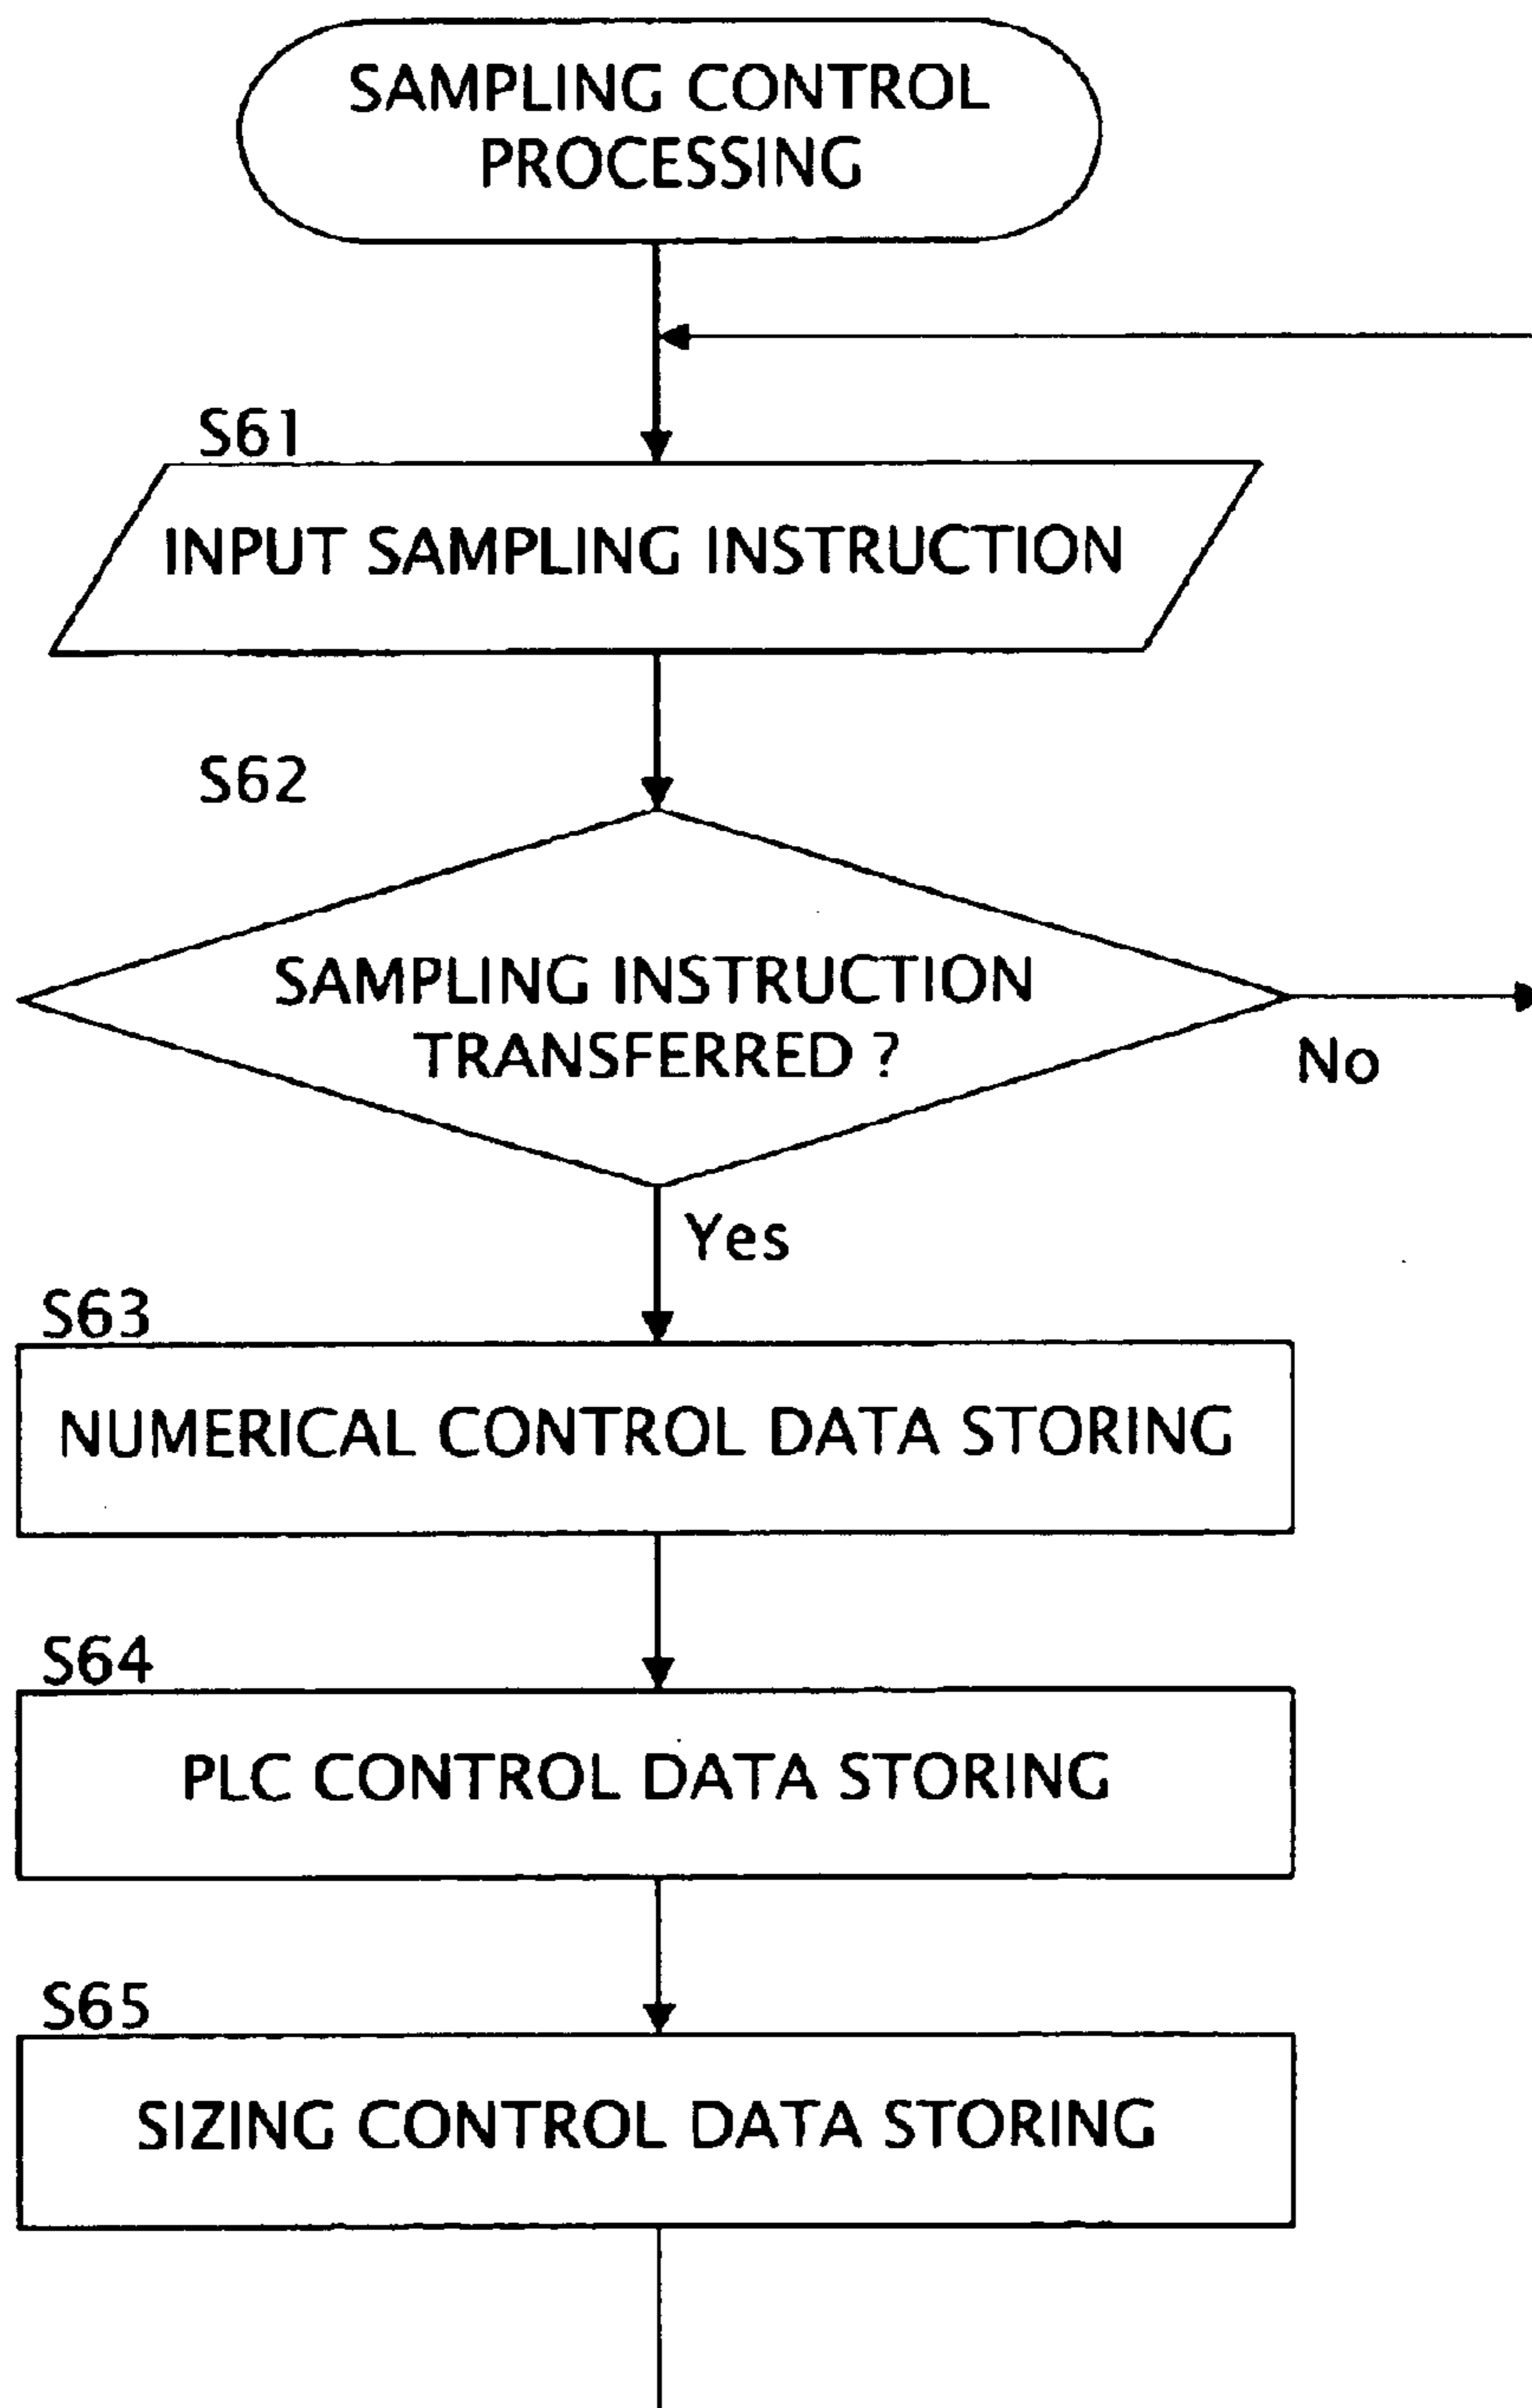 SAMPLING CONTROL
PROCESSING
S61
INPUT SAMPLING INSTRUCTION
S62
SAMPLING INSTRUCTION
TRANSFERRED ?
No
Yes
S63
NUMERICAL CONTROL DATA STORING
S64
PLC CONTROL DATA STORING
S65
SIZING CONTROL DATA STORING